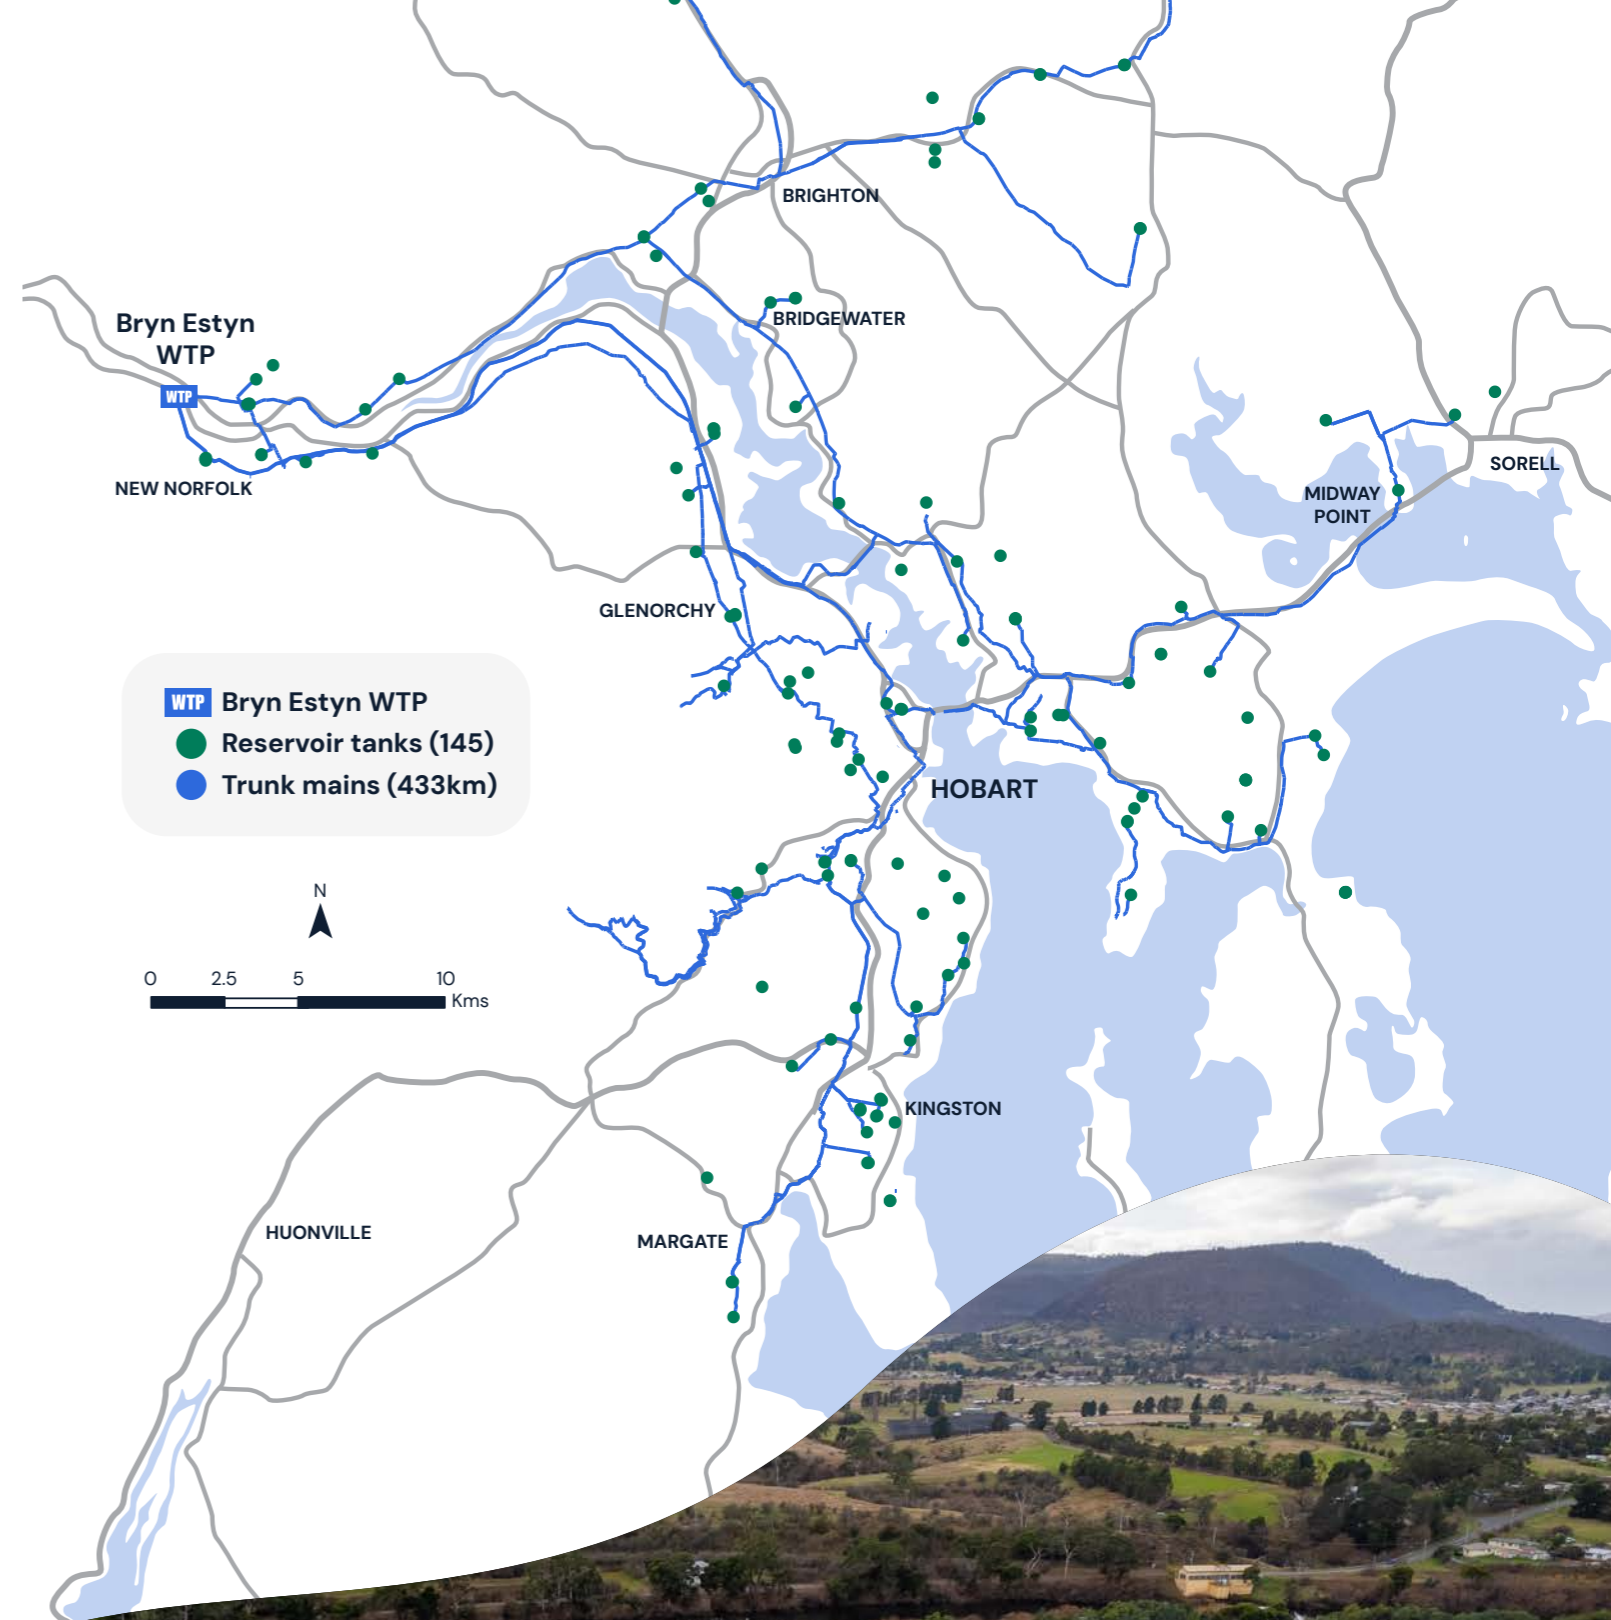 BRIGHTON
BRIDGEWATER
Bryn Estyn
WTP
WTP
NEW NORFOLK
SORELL
MIDWAY
POINT
GLENORCHY
WTP Bryn Estyn WTP
Reservoir tanks (145)
Trunk mains (433km)
HOBART
N
0 2.5 5 10
Kms
KINGSTON
HUONVILLE
MARGATE